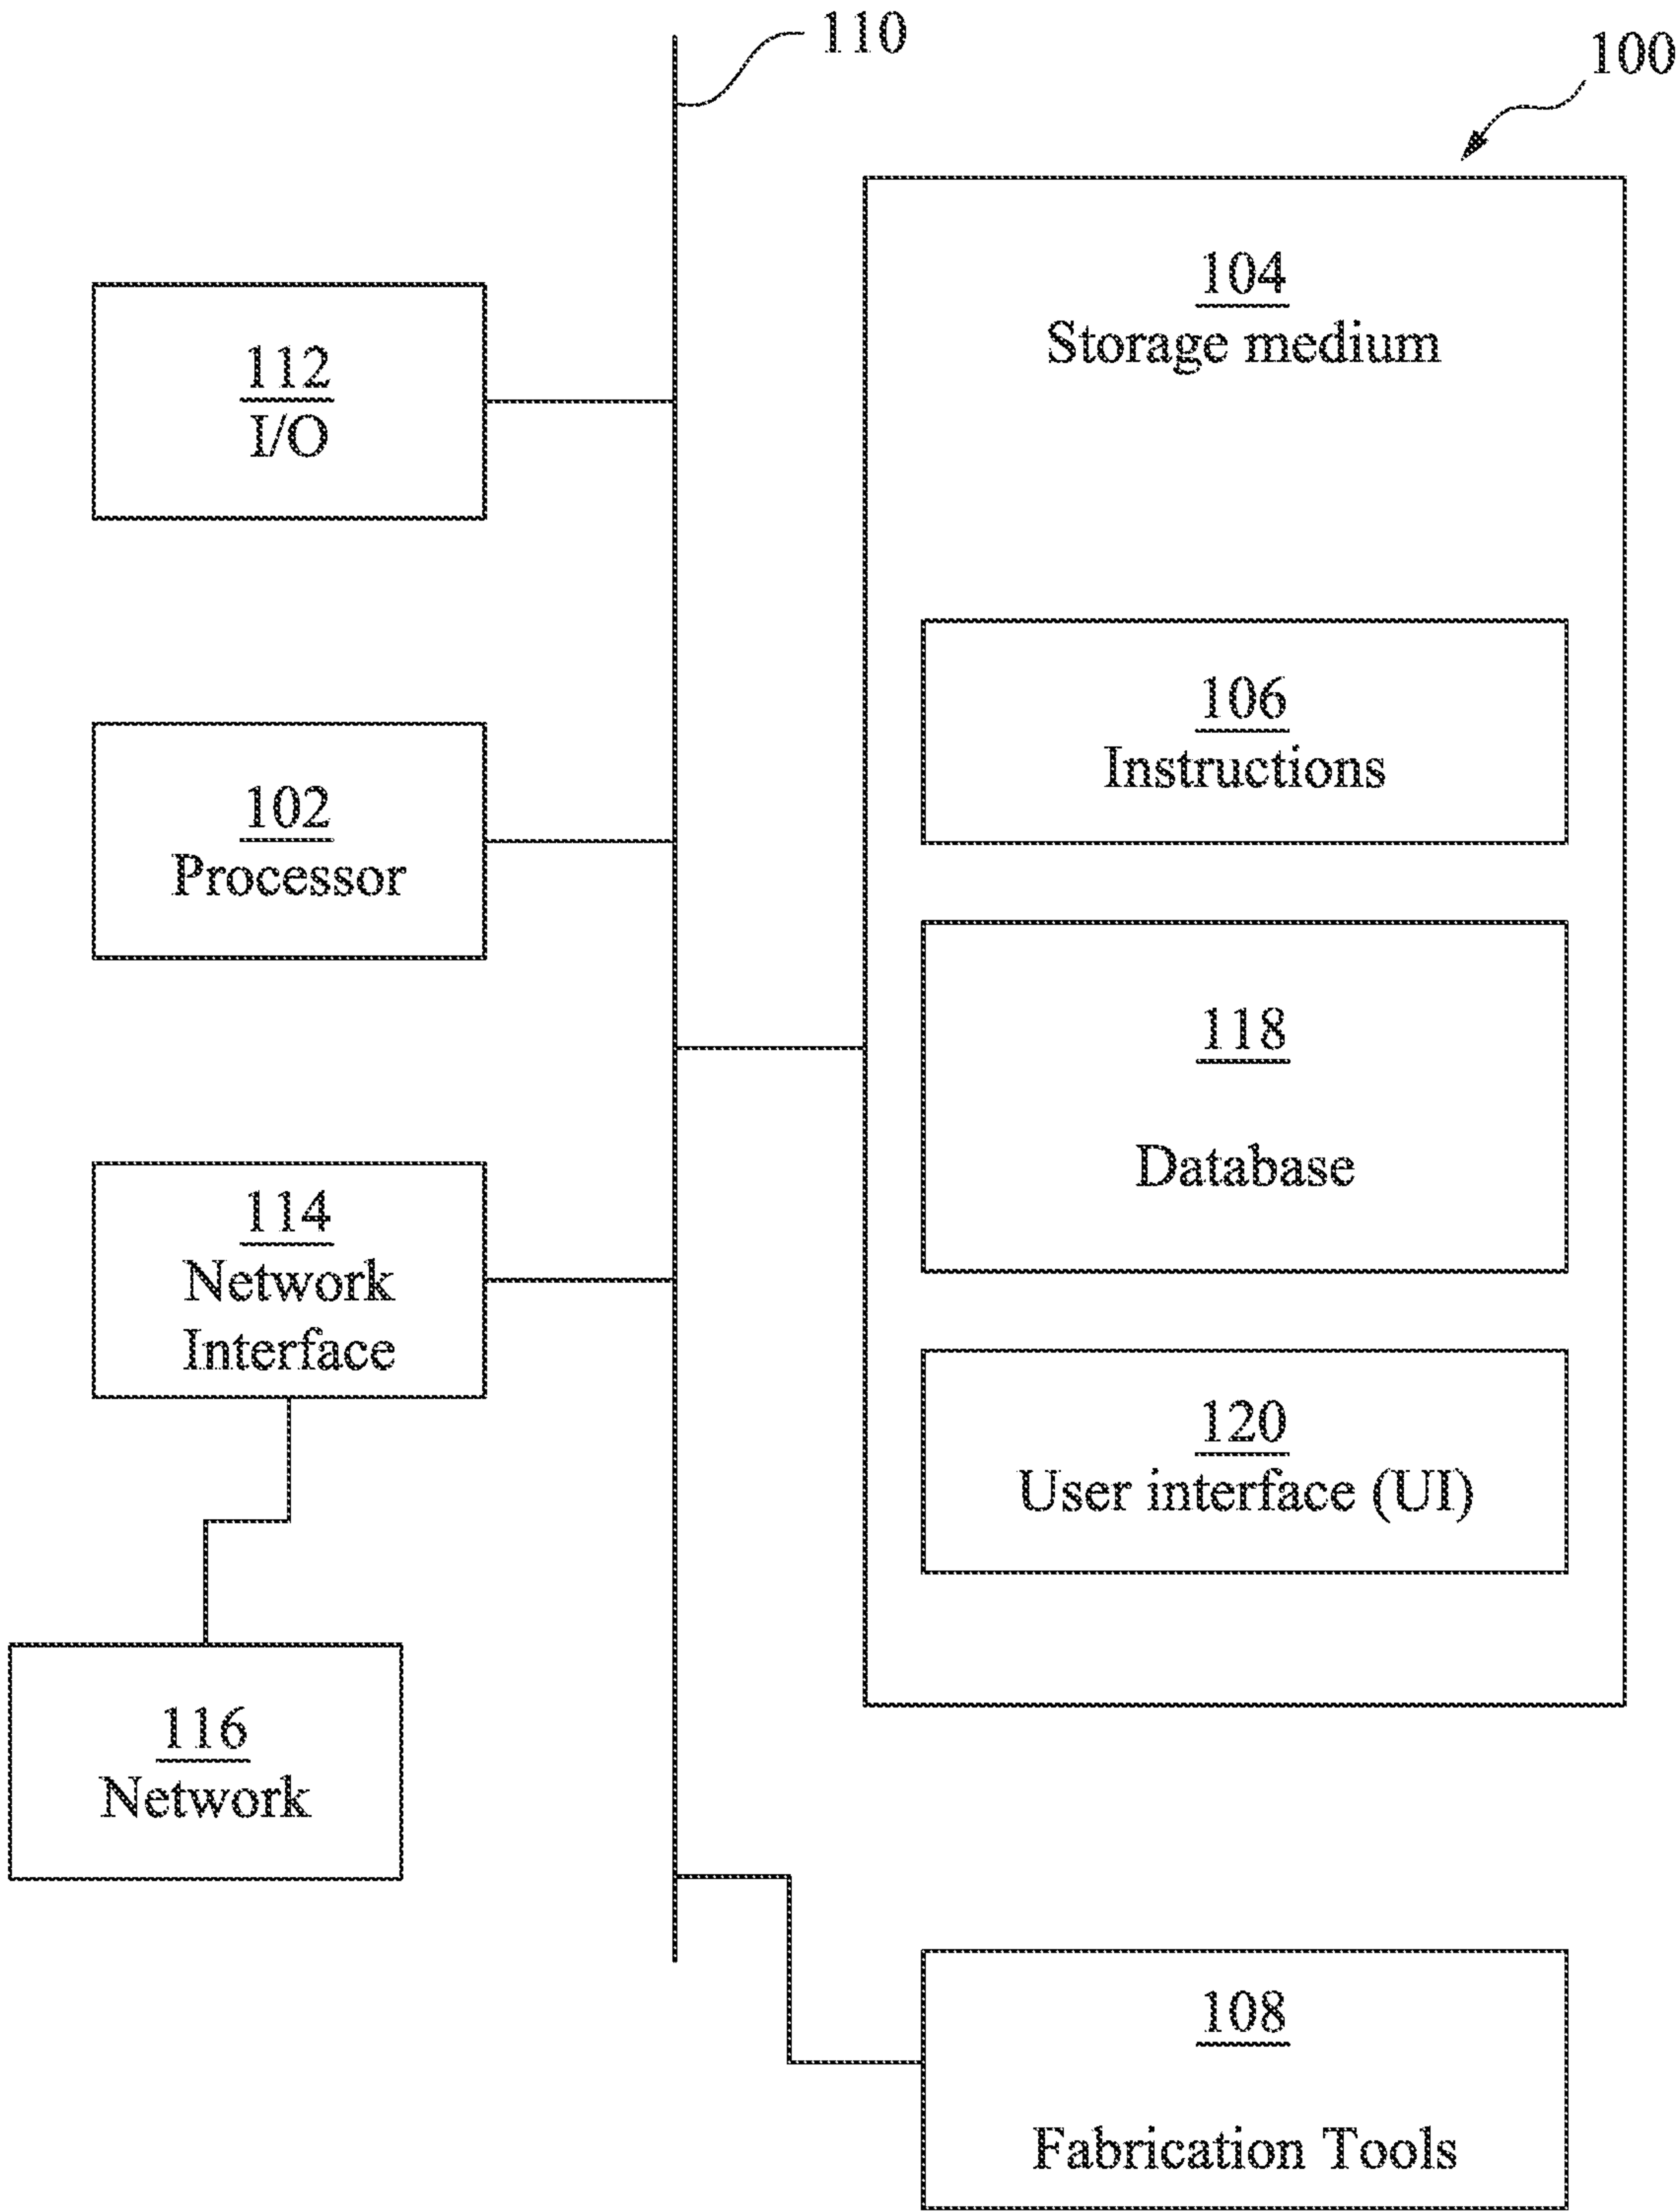 110
100
104
Storage medium
112
I/O
106
Instructions
102
Processor
118
Database
114
Network
Interface
120
User interface (UI)
116
Network
108
Fabrication Tools